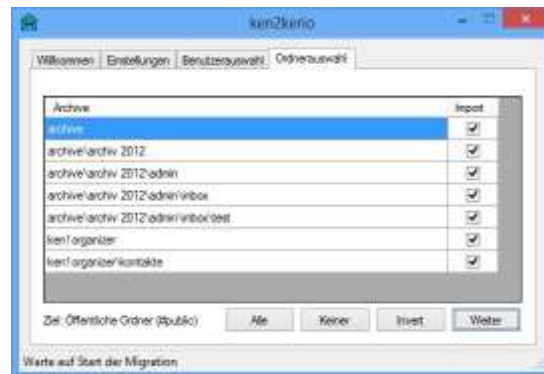 ken2kerio
Willkommen Einstellungen Benutzerauswahl Ordnerauswahl
Archive Import
archive
archive\archiv 2012
archive\archiv 2012\admin
archive\archiv 2012\admin\inbox
archive\archiv 2012\admin\inbox\test
ken! organizer
ken! organizer\kontakte
Ziel: Öffentliche Ordner (#public) Alle Keiner Invert Weiter
Warte auf Start der Migration